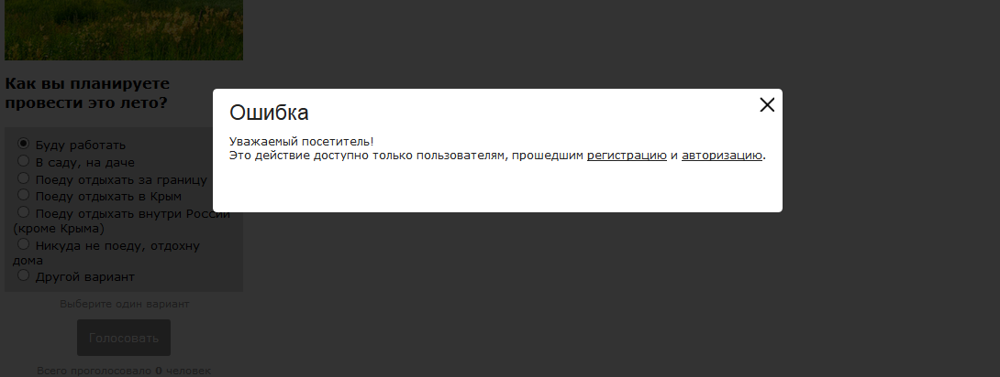 Как вы планируете
провести это лето?
Ошибка
Уважаемый посетитель!
Это действие доступно только пользователям, прошедшим регистрацию и авторизацию.
Буду работать
В саду, на даче
Поеду отдыхать за границу
Поеду отдыхать в Крым
Поеду отдыхать внутри России
(кроме Крыма)
Никуда не поеду, отдохну
дома
Другой вариант
Выберите один вариант
Голосовать
Всего проголосовало 0 человек